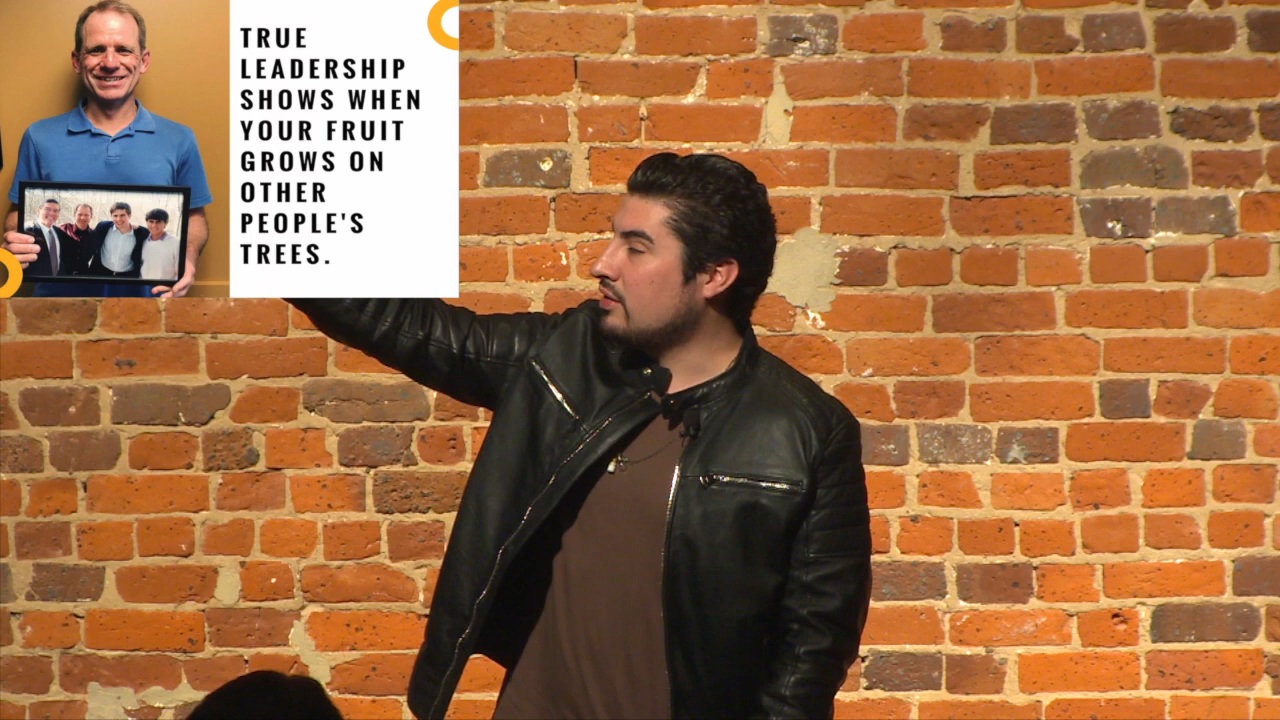 TRUE
LEADERSHIP
SHOWS WHEN
YOUR FRUIT
GROWS ON
OTHER
PEOPLE'S
TREES.